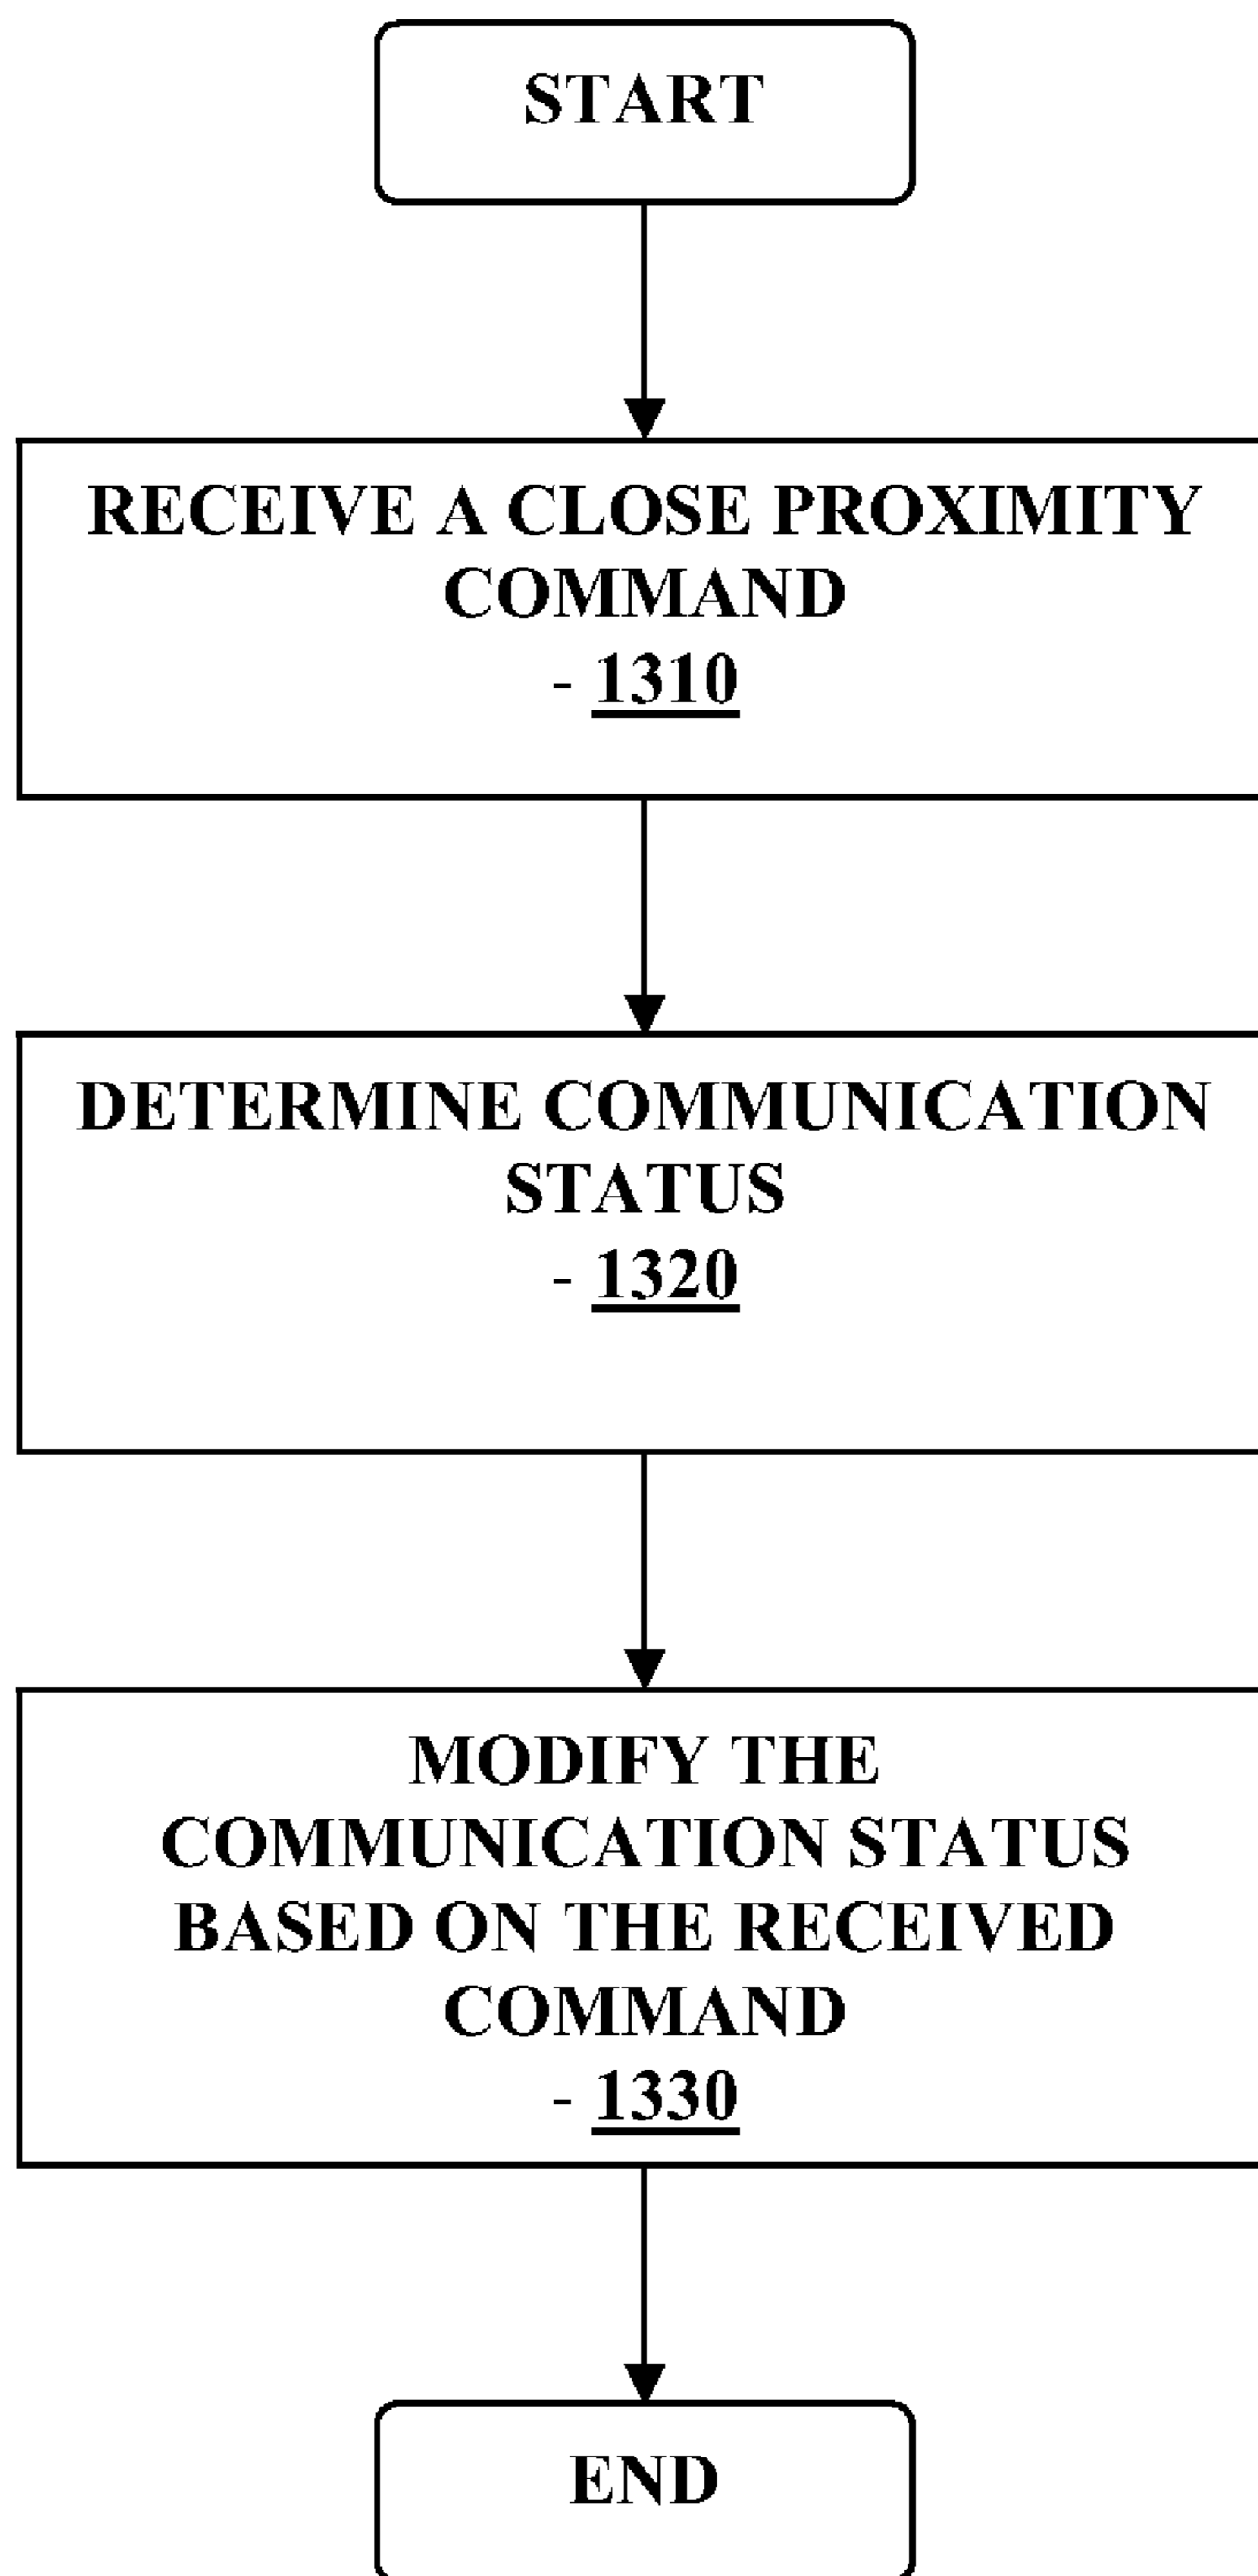 START
RECEIVE A CLOSE PROXIMITY
COMMAND
- 1310
DETERMINE COMMUNICATION
STATUS
- 1320
MODIFY THE
COMMUNICATION STATUS
BASED ON THE RECEIVED
COMMAND
- 1330
END